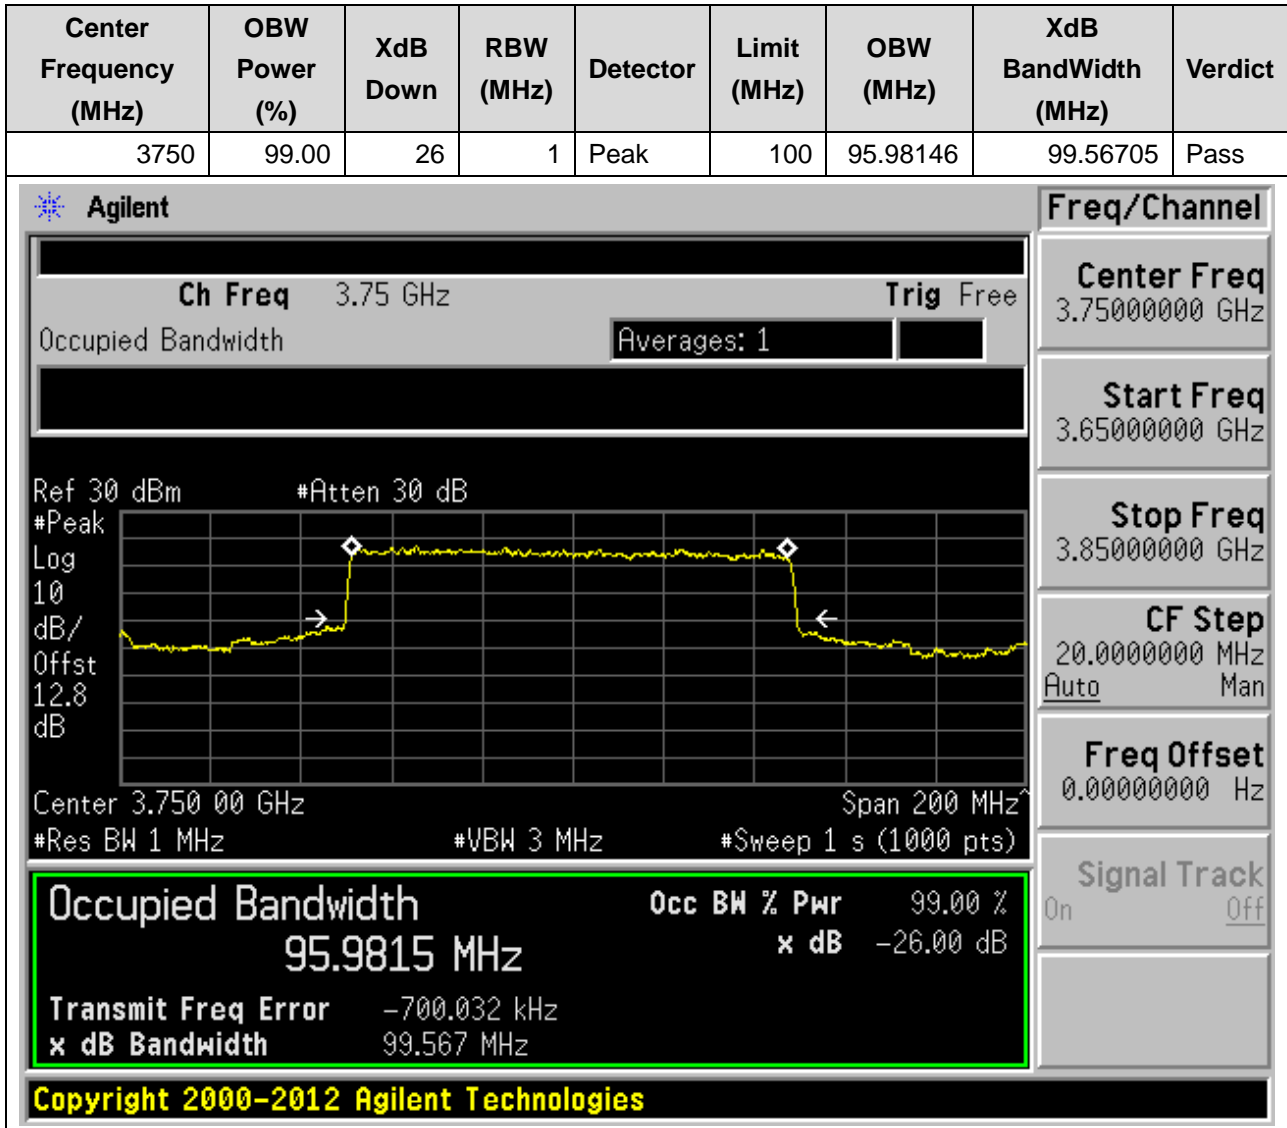 Center Frequency (MHz) OBW Power (%) XdB Down RBW (MHz) Detector Limit (MHz) OBW (MHz) XdB BandWidth (MHz) Verdict
3750 99.00 26 1 Peak 100 95.98146 99.56705 Pass
Agilent
Freq/Channel
Ch Freq 3.75 GHz Trig Free
Occupied Bandwidth Averages: 1
Center Freq
3.75000000 GHz
Start Freq
3.65000000 GHz
Stop Freq
3.85000000 GHz
CF Step
20.0000000 MHz
Auto Man
Freq Offset
0.00000000 Hz
Signal Track
On Off
Ref 30 dBm #Atten 30 dB
#Peak
Log
10
dB/
Offst
12.8
dB
Center 3.750 00 GHz Span 200 MHz^
#Res BW 1 MHz #VBW 3 MHz #Sweep 1 s (1000 pts)
Occupied Bandwidth Occ BW % Pwr 99.00 %
95.9815 MHz x dB -26.00 dB
Transmit Freq Error -700.032 kHz
x dB Bandwidth 99.567 MHz
Copyright 2000-2012 Agilent Technologies